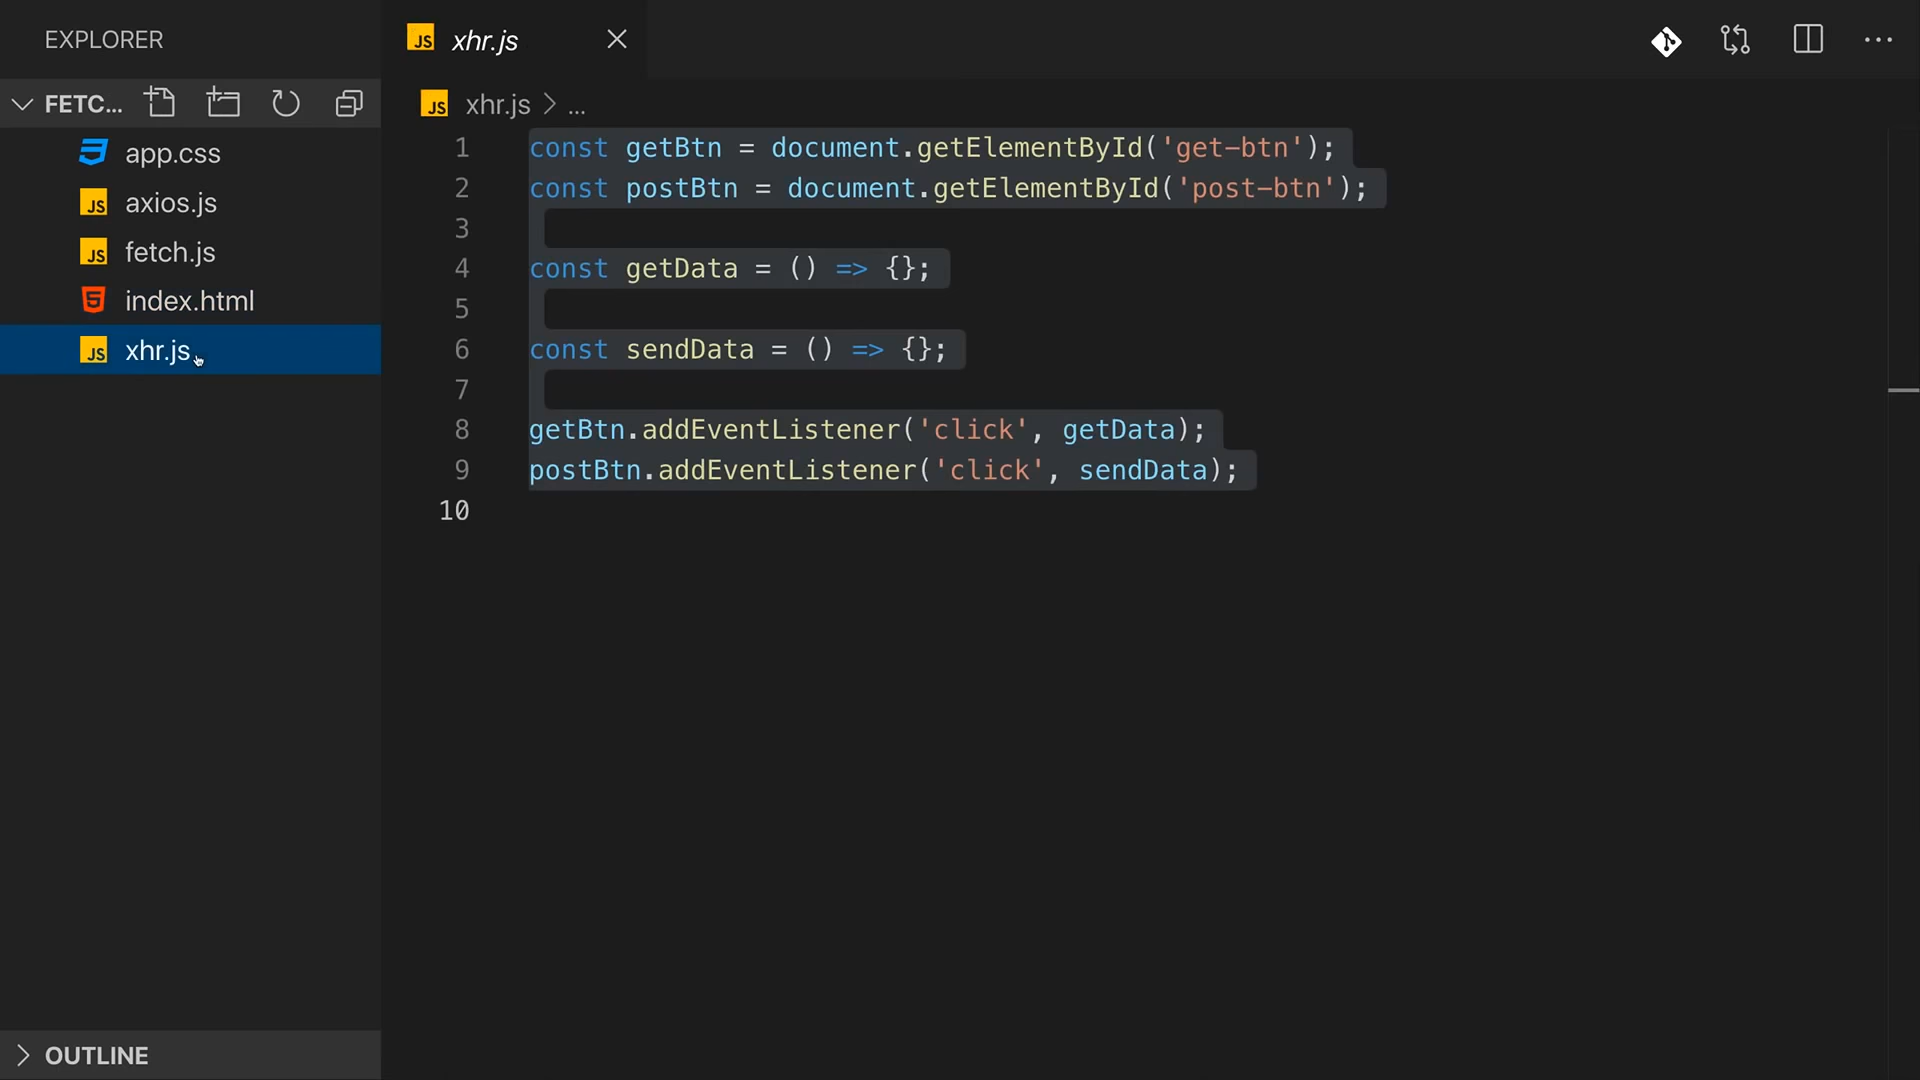 EXPLORER
FETC...
app.css
axios.js
fetch.js
index.html
xhr.js
OUTLINE
xhr.js
xhr.js > ...
1 const getBtn = document.getElementById('get-btn');
2 const postBtn = document.getElementById('post-btn');
3
4 const getData = () => {};
5
6 const sendData = () => {};
7
8 getBtn.addEventListener('click', getData);
9 postBtn.addEventListener('click', sendData);
10